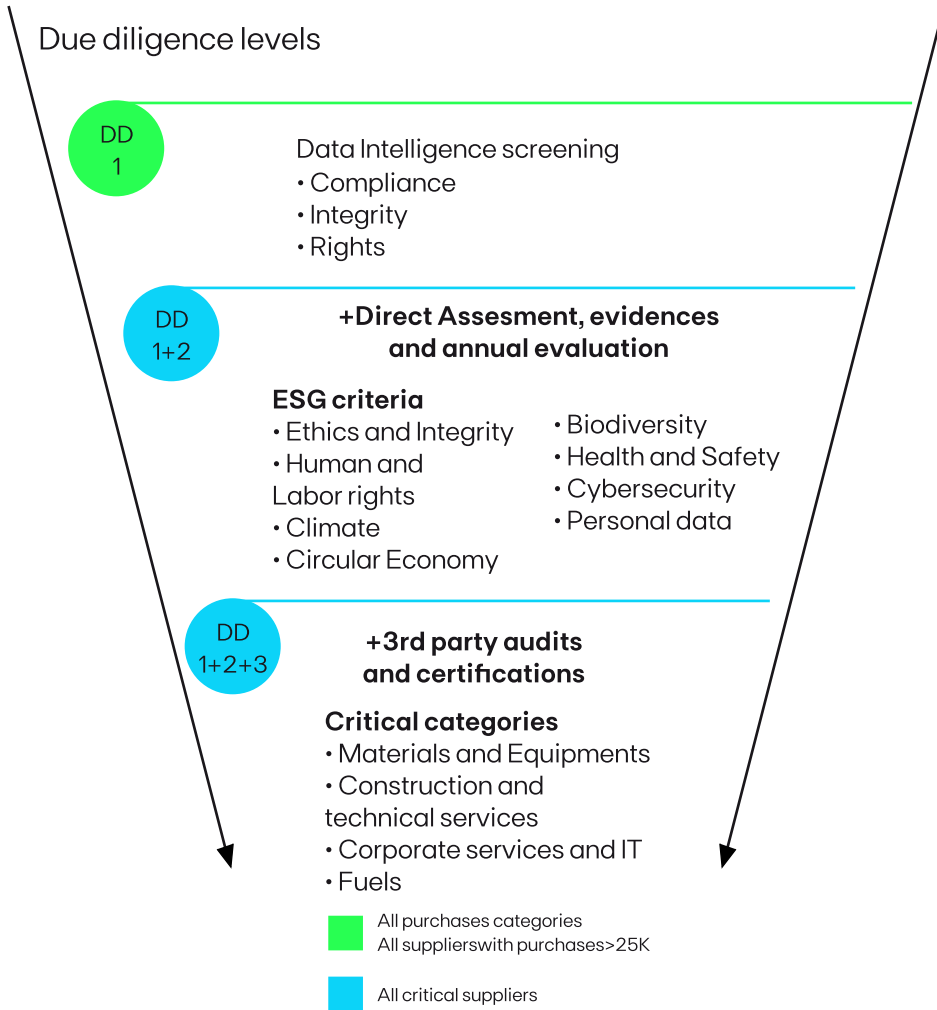 Due diligence levels
DD
1
Data Intelligence screening
• Compliance
• Integrity
• Rights
DD
1+2
+Direct Assesment, evidences
and annual evaluation
ESG criteria
• Ethics and Integrity
• Human and
Labor rights
• Climate
• Circular Economy
• Biodiversity
• Health and Safety
• Cybersecurity
• Personal data
DD
1+2+3
+3rd party audits
and certifications
Critical categories
• Materials and Equipments
• Construction and
technical services
• Corporate services and IT
• Fuels
All purchases categories
All supplierswith purchases>25K
All critical suppliers